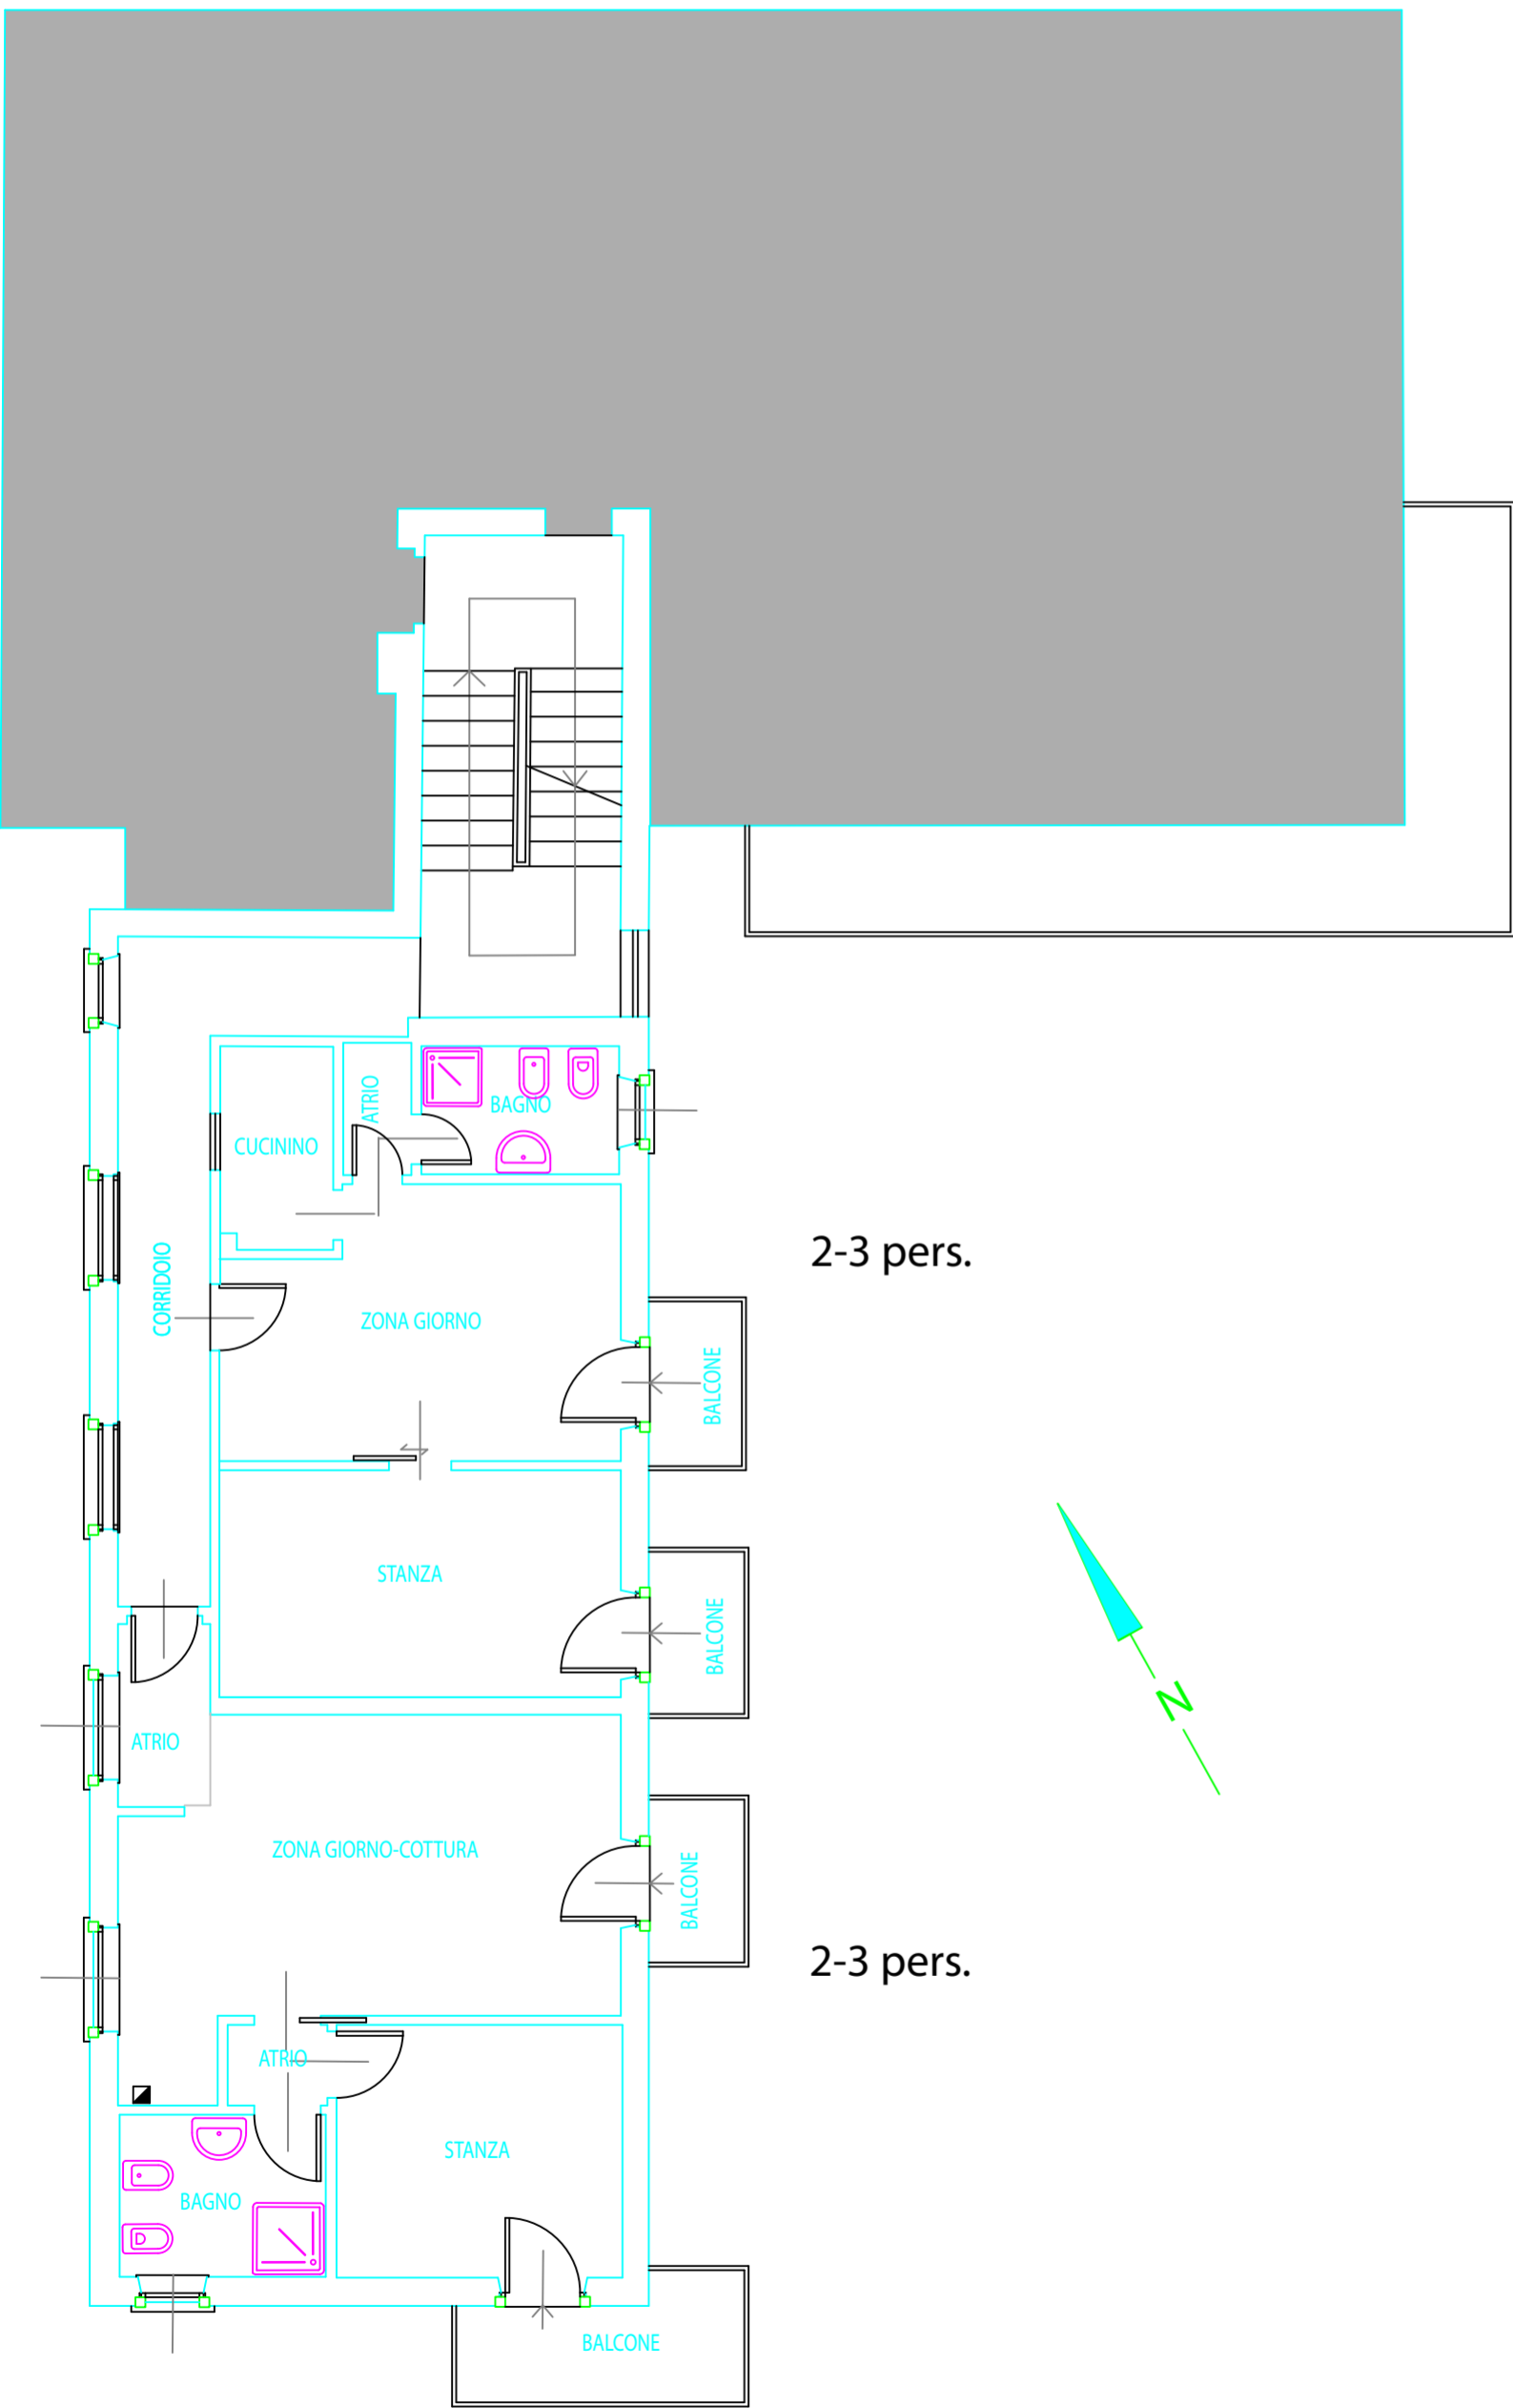 ATRIO
BAGNO
CUCININO
2-3 pers.
CORRIDOIO
ZONA GIORNO
BALCONE
STANZA
BALCONE
N
ATRIO
ZONA GIORNO-COTTURA
BALCONE
2-3 pers.
ATRIO
STANZA
BAGNO
BALCONE